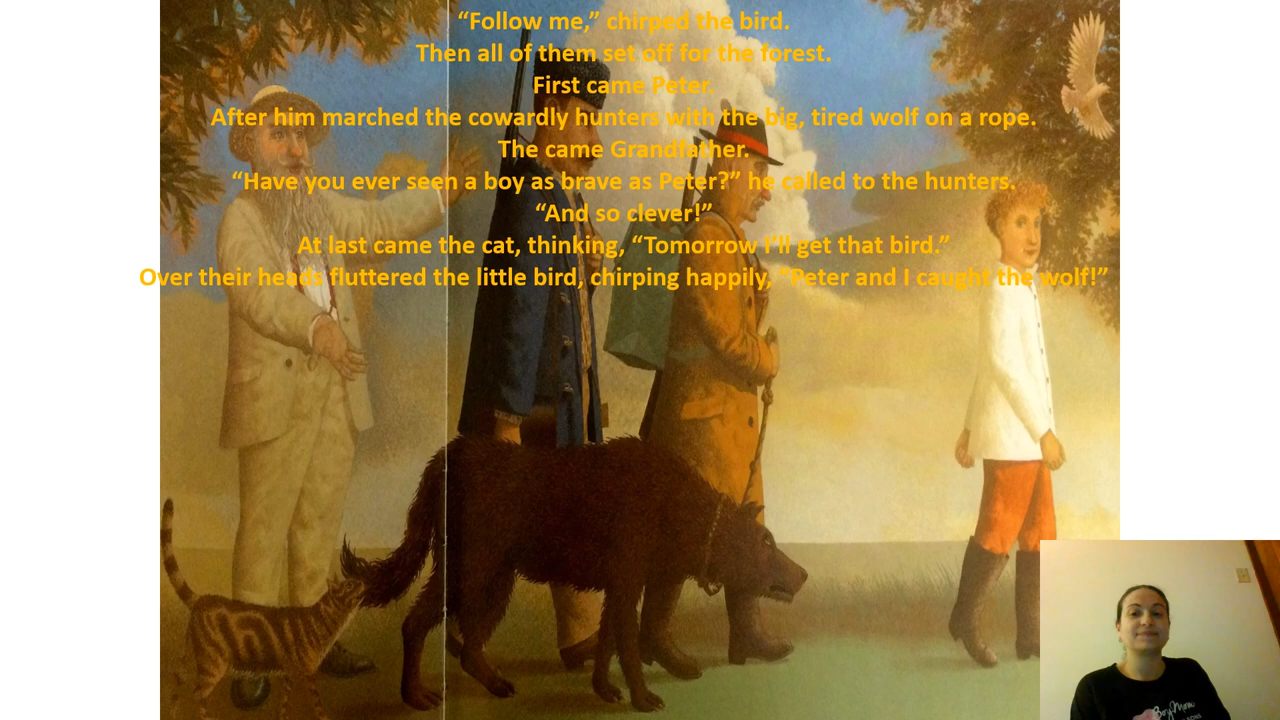 “Follow me,” chirped the bird.
Then all of them set off for the forest.
First came Peter.
After him marched the cowardly hunters with the big, tired wolf on a rope.
The came Grandfather.
“Have you ever seen a boy as brave as Peter?” he called to the hunters.
“And so clever!”
At last came the cat, thinking, “Tomorrow I’ll get that bird.”
Over their heads fluttered the little bird, chirping happily, “Peter and I caught the wolf!”
Boy Mom